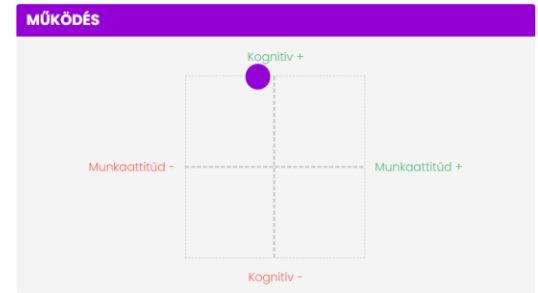 MŰKÖDÉS
Kognitív +
Munkaattitűd -
Munkaattitűd +
Kognitív -